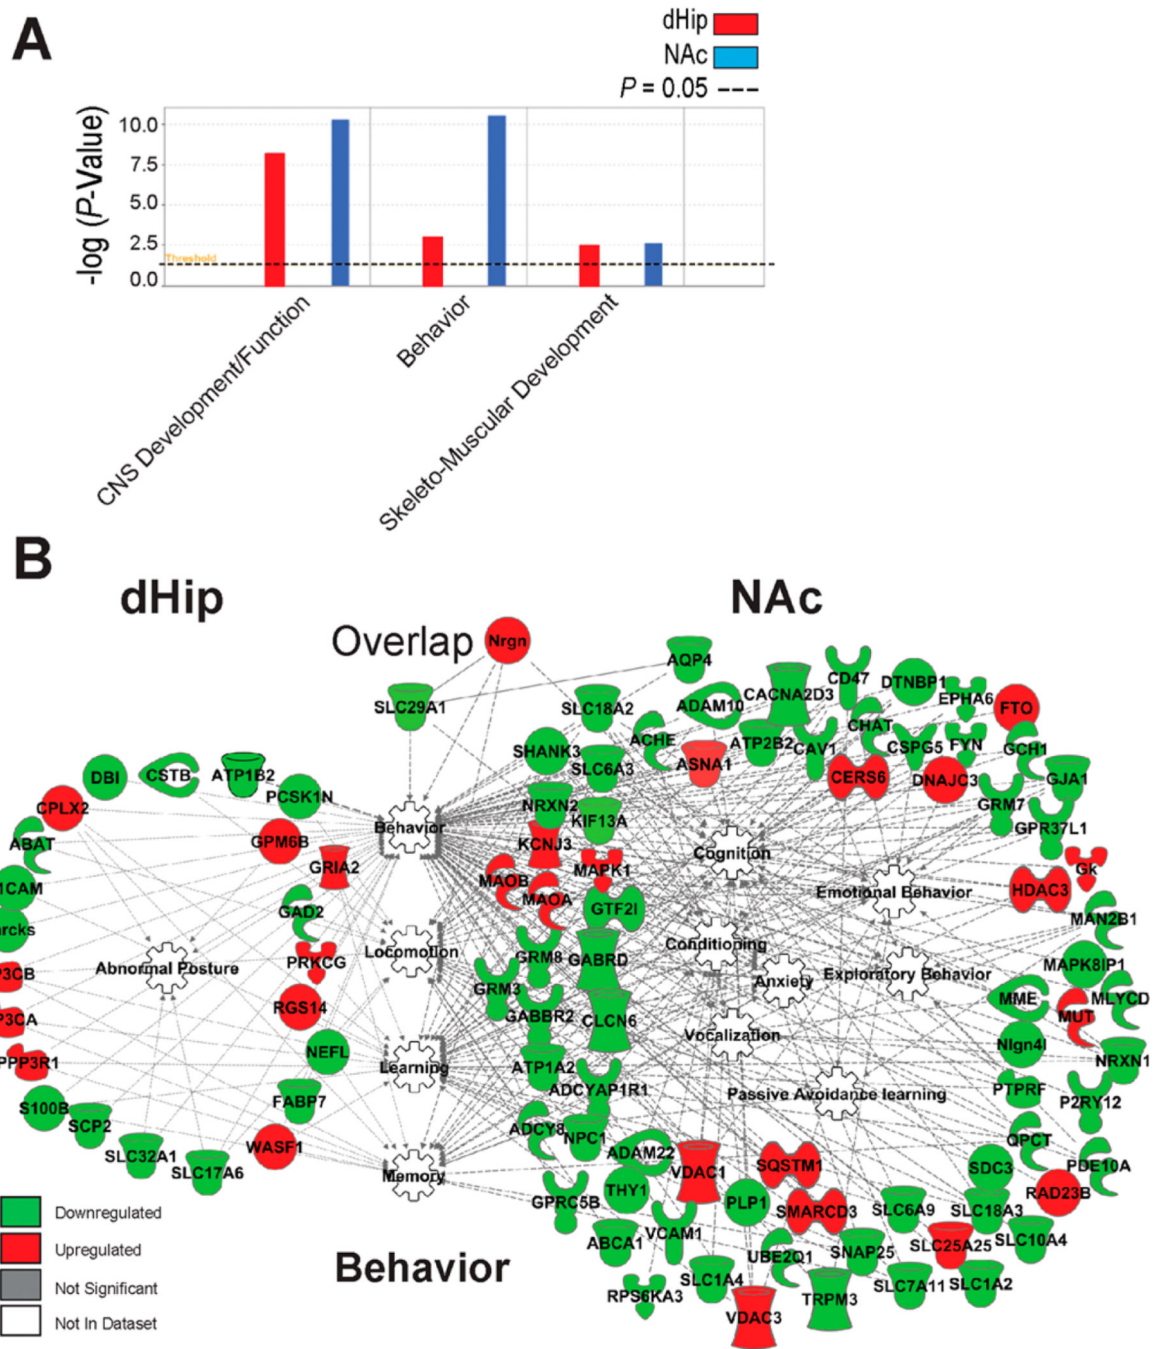 A
dHip
NAc
P = 0.05
-log (P-Value)
10.0
7.5
5.0
2.5
0.0
Threshold
CNS Development/Function
Behavior
Skeleto-Muscular Development
B
dHip
NAc
Overlap
Nrgn
SLC29A1
AQP4
SLC18A2
ADAM10
CACNA2D3
CD47
DTNBP1
EPHA6
FTO
SHANK3
ACHE
ATP2B2
CAV1
CHAT
CSPG5
FYN
GCH1
SLC6A3
ASNA1
CERS6
DNAJC3
GJA1
DBI
CSTB
ATP1B2
PCSK1N
CPLX2
NRXN2
KIF13A
GRM7
GPR37L1
ABAT
GPM6B
GRIA2
Behavior
KCNJ3
MAPK1
Cognition
Gk
1CAM
MAOB
MAOA
GTF2I
Emotional Behavior
HDAC3
GAD2
MAN2B1
rcks
PRKCG
Locomotion
GRM8
GABRD
Conditioning
Anxiety
Exploratory Behavior
MAPK8IP1
Abnormal Posture
P3CB
GRM3
MME
MLYCD
RGS14
GABBR2
CLCN6
MUT
P3CA
Vocalization
NEFL
Nlgn4l
NRXN1
PPP3R1
Learning
ATP1A2
ADCYAP1R1
Passive Avoidance learning
PTPRF
P2RY12
S100B
SCP2
FABP7
ADCY8
NPC1
QPCT
WASF1
SLC32A1
SLC17A6
Memory
ADAM22
VDAC1
SQSTM1
SDC3
PDE10A
RAD23B
GPRC5B
THY1
PLP1
SMARCD3
SLC6A9
SLC18A3
ABCA1
VCAM1
UBE2Q1
SNAP25
SLC25A25
SLC10A4
Behavior
RPS6KA3
SLC1A4
VDAC3
TRPM3
SLC7A11
SLC1A2
Downregulated
Upregulated
Not Significant
Not In Dataset